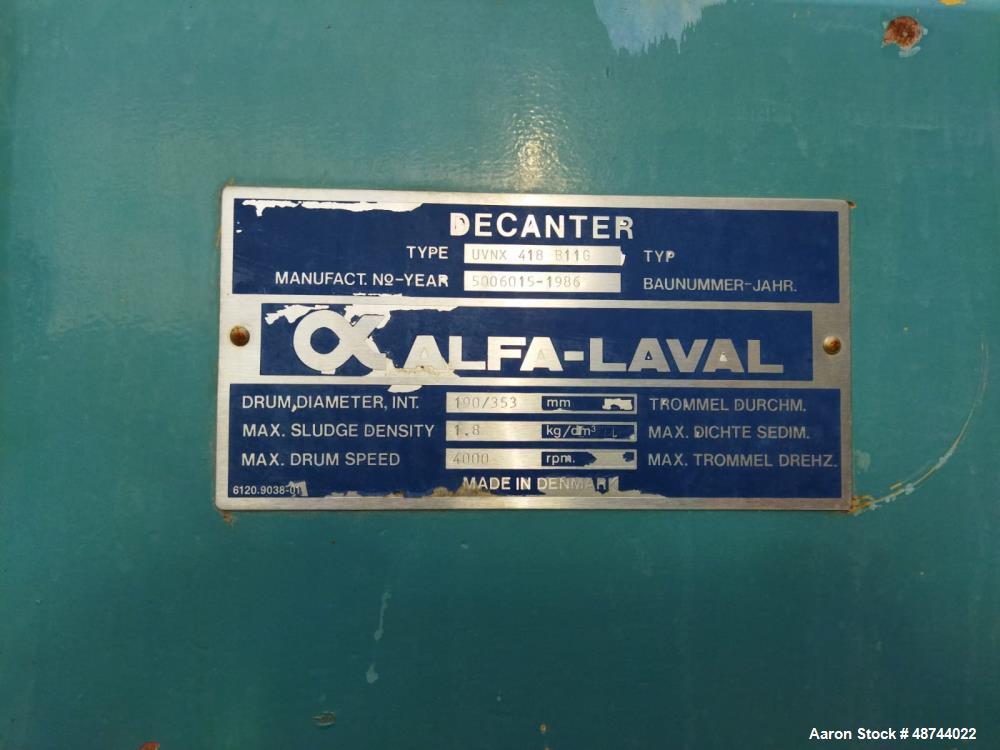 DECANTER
TYPE UVNX 418 B11G TYP
MANUFACT. Nº-YEAR 5006015-1986 BAUNUMMER-JAHR.
ALFA-LAVAL
DRUM,DIAMETER, INT. 190/353 mm TROMMEL DURCHM.
MAX. SLUDGE DENSITY 1.8 kg/dm³ MAX. DICHTE SEDIM.
MAX. DRUM SPEED 4000 rpm. MAX. TROMMEL DREHZ.
MADE IN DENMARK
6120.9038-01
Aaron Stock # 48744022